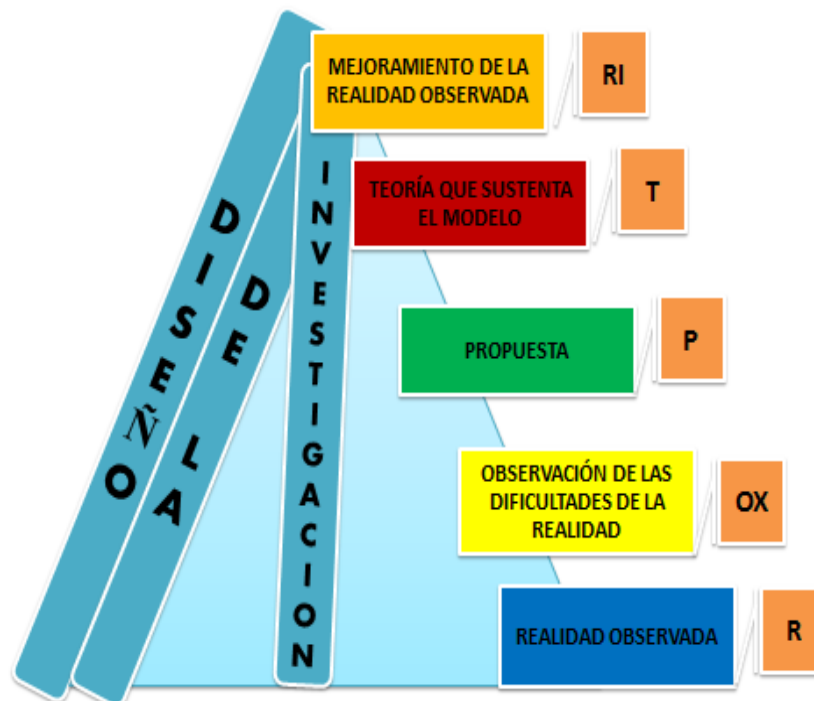 DISEÑO
DE LA
INVESTIGACION
MEJORAMIENTO DE LA
REALIDAD OBSERVADA
RI
TEORÍA QUE SUSTENTA
EL MODELO
T
PROPUESTA
P
OBSERVACIÓN DE LAS
DIFICULTADES DE LA
REALIDAD
OX
REALIDAD OBSERVADA
R